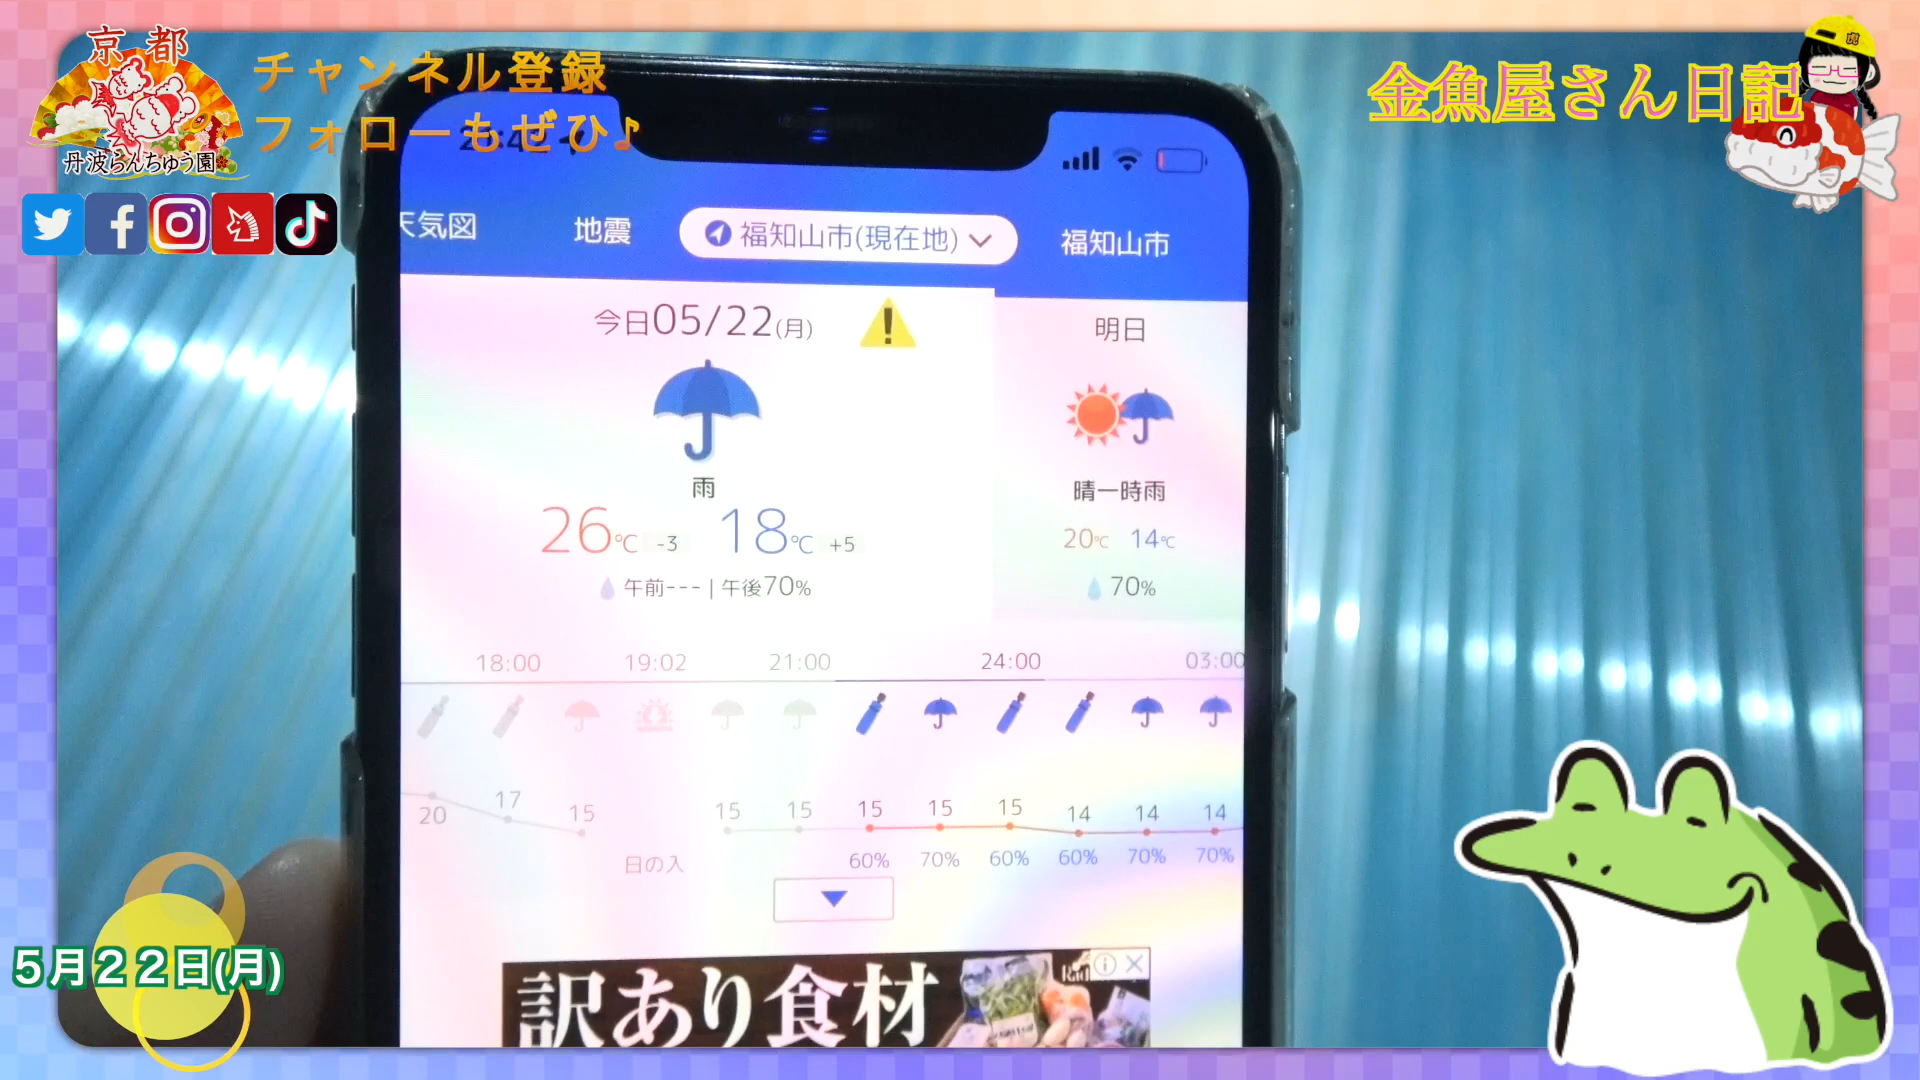 京都
丹波らんちゅう園
チャンネル登録
フォローもぜひ♪
金魚屋さん日記
天気図
地震
福知山市(現在地)
福知山市
今日05/22(月)
明日
雨
晴一時雨
26℃ -3 18℃ +5
20℃ 14℃
午前--- | 午後70%
70%
18:00 19:02 21:00 24:00 03:00
20 17 15 15 15 15 15 15 14 14 14
日の入
60% 70% 60% 60% 70% 70%
訳あり食材
5月22日(月)